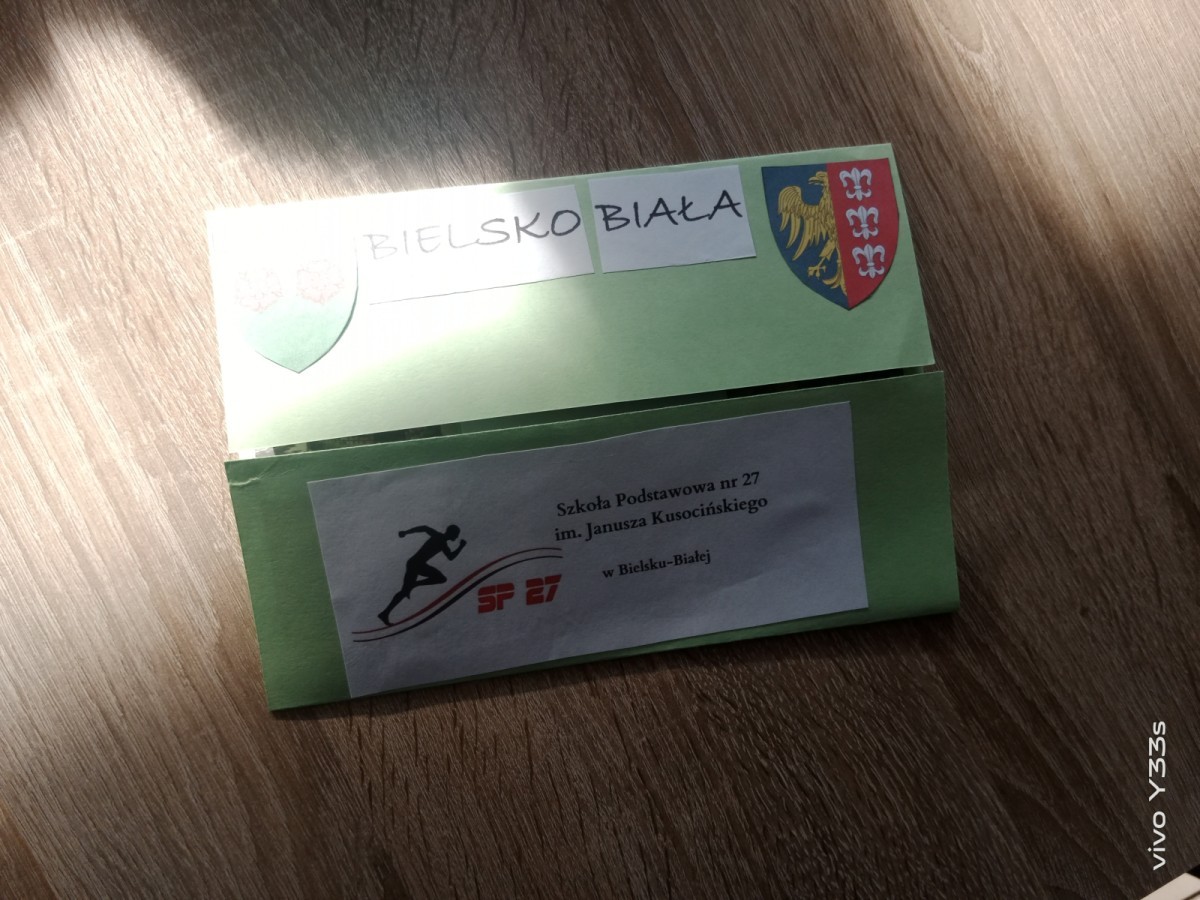 BIELSKO BIAŁA
Szkoła Podstawowa nr 27
im. Janusza Kusocińskiego
w Bielsku-Białej
SP 27
vivo Y33s